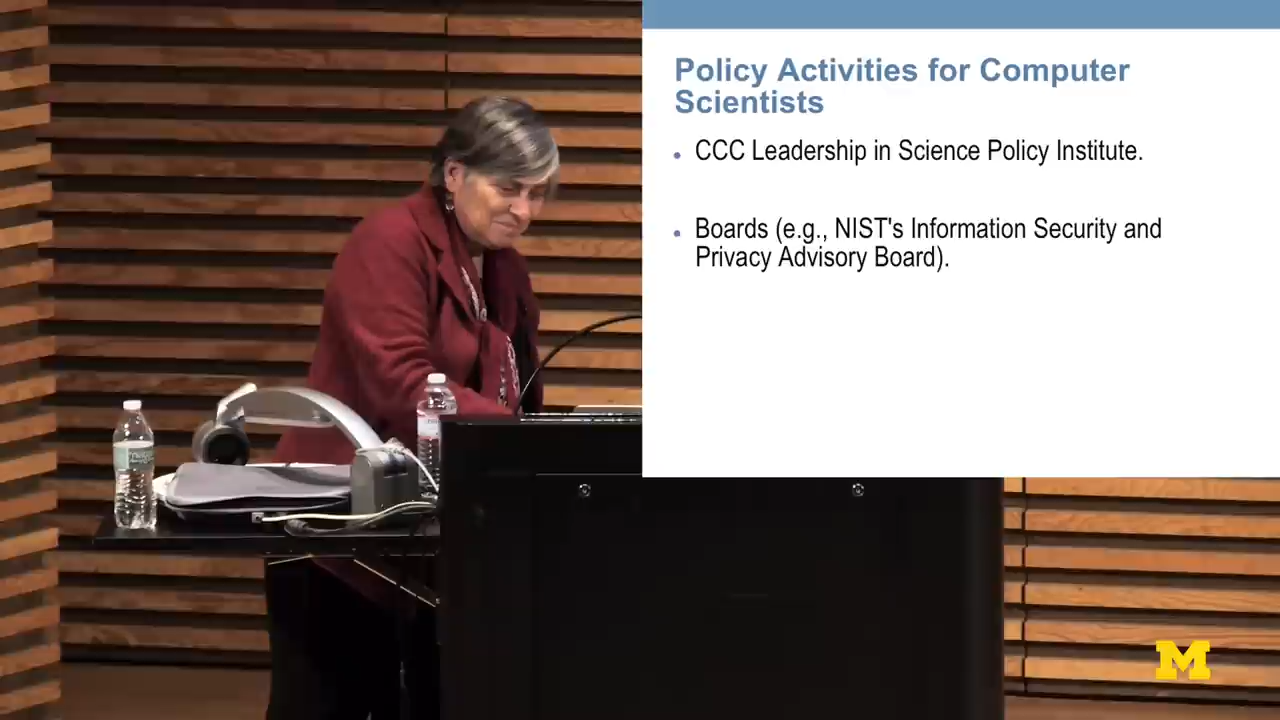 Policy Activities for Computer
Scientists
• CCC Leadership in Science Policy Institute.
• Boards (e.g., NIST's Information Security and
Privacy Advisory Board).
M